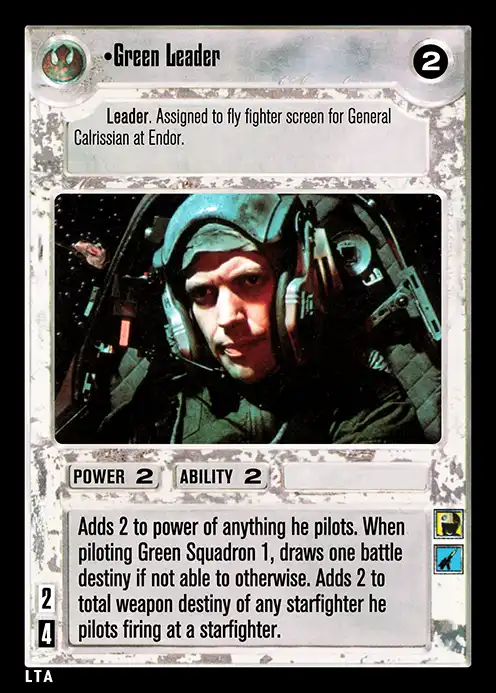 •Green Leader
2
Leader. Assigned to fly fighter screen for General
Calrissian at Endor.
POWER 2
ABILITY 2
Adds 2 to power of anything he pilots. When
piloting Green Squadron 1, draws one battle
destiny if not able to otherwise. Adds 2 to
total weapon destiny of any starfighter he
pilots firing at a starfighter.
2
4
LTA